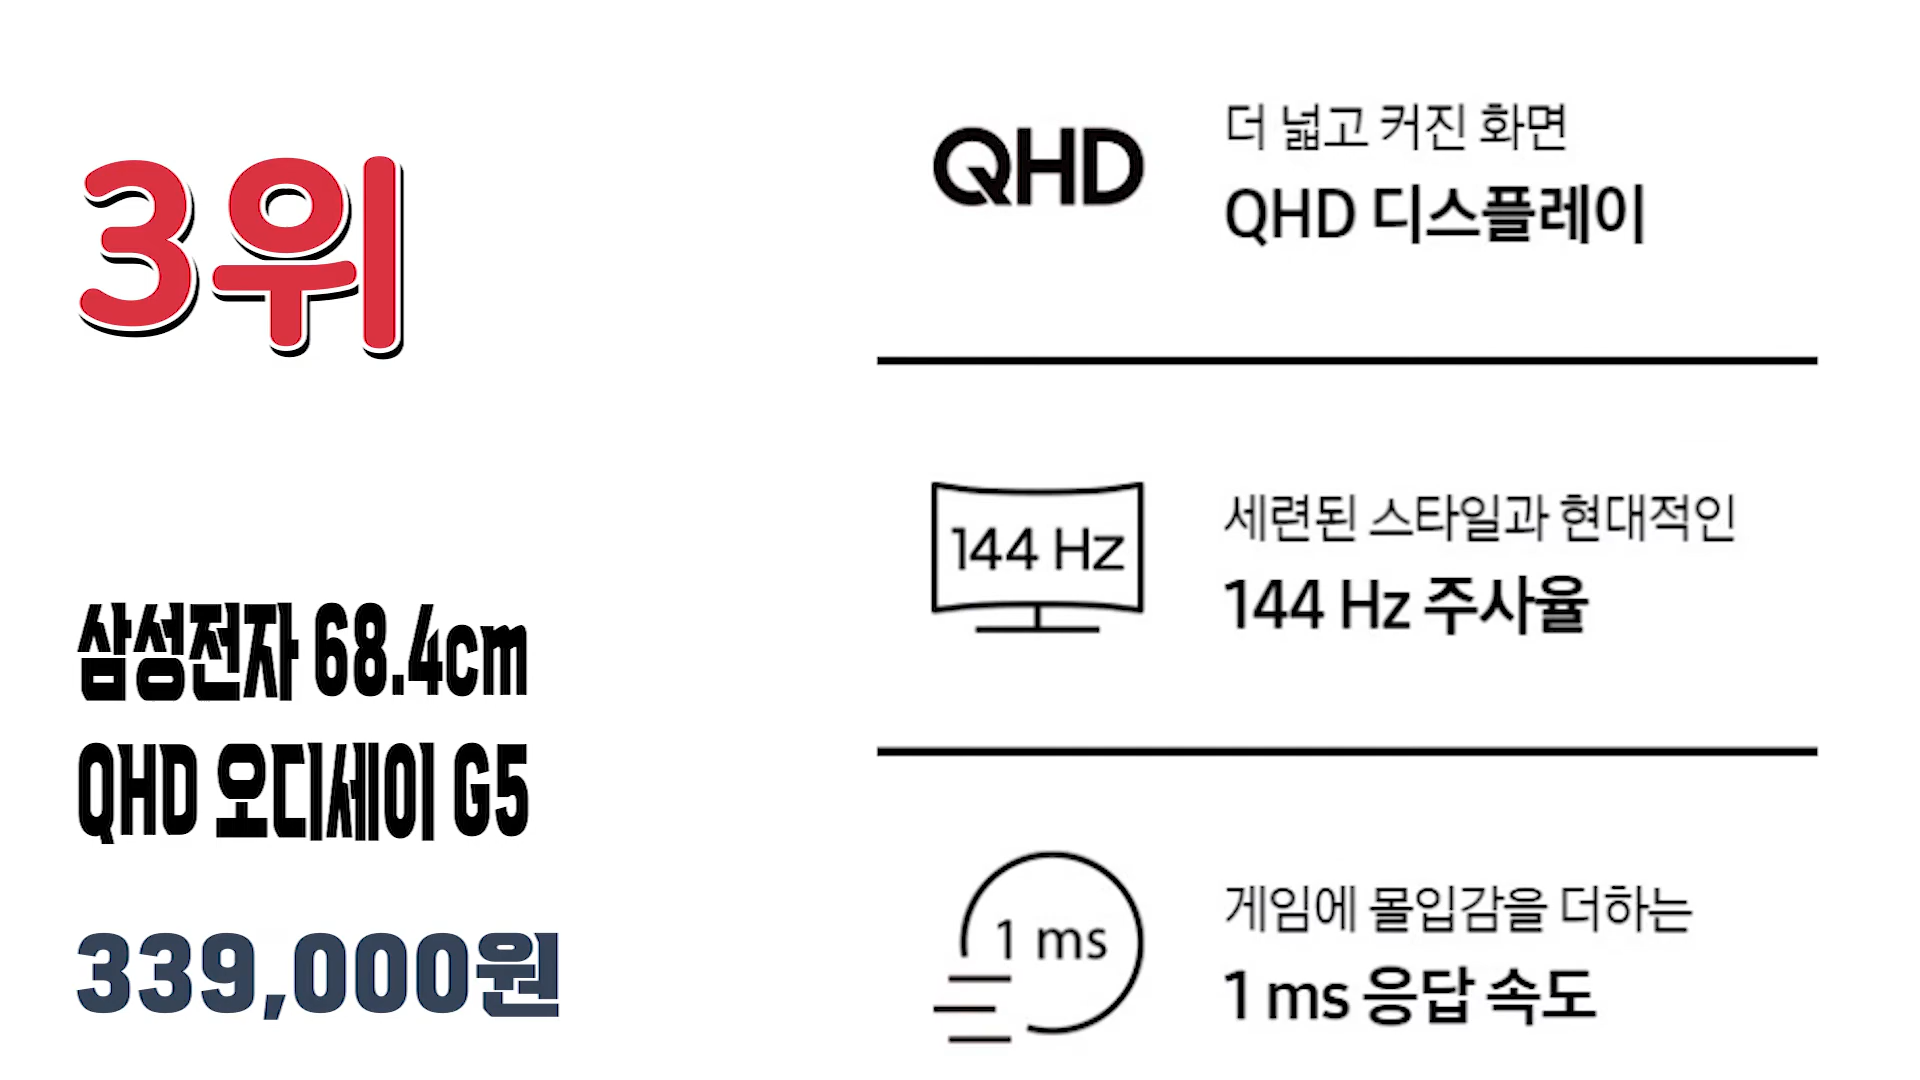 3위
삼성전자 68.4cm
QHD 오디세이 G5
339,000원
QHD
더 넓고 커진 화면
QHD 디스플레이
144 Hz
세련된 스타일과 현대적인
144 Hz 주사율
1 ms
게임에 몰입감을 더하는
1 ms 응답 속도